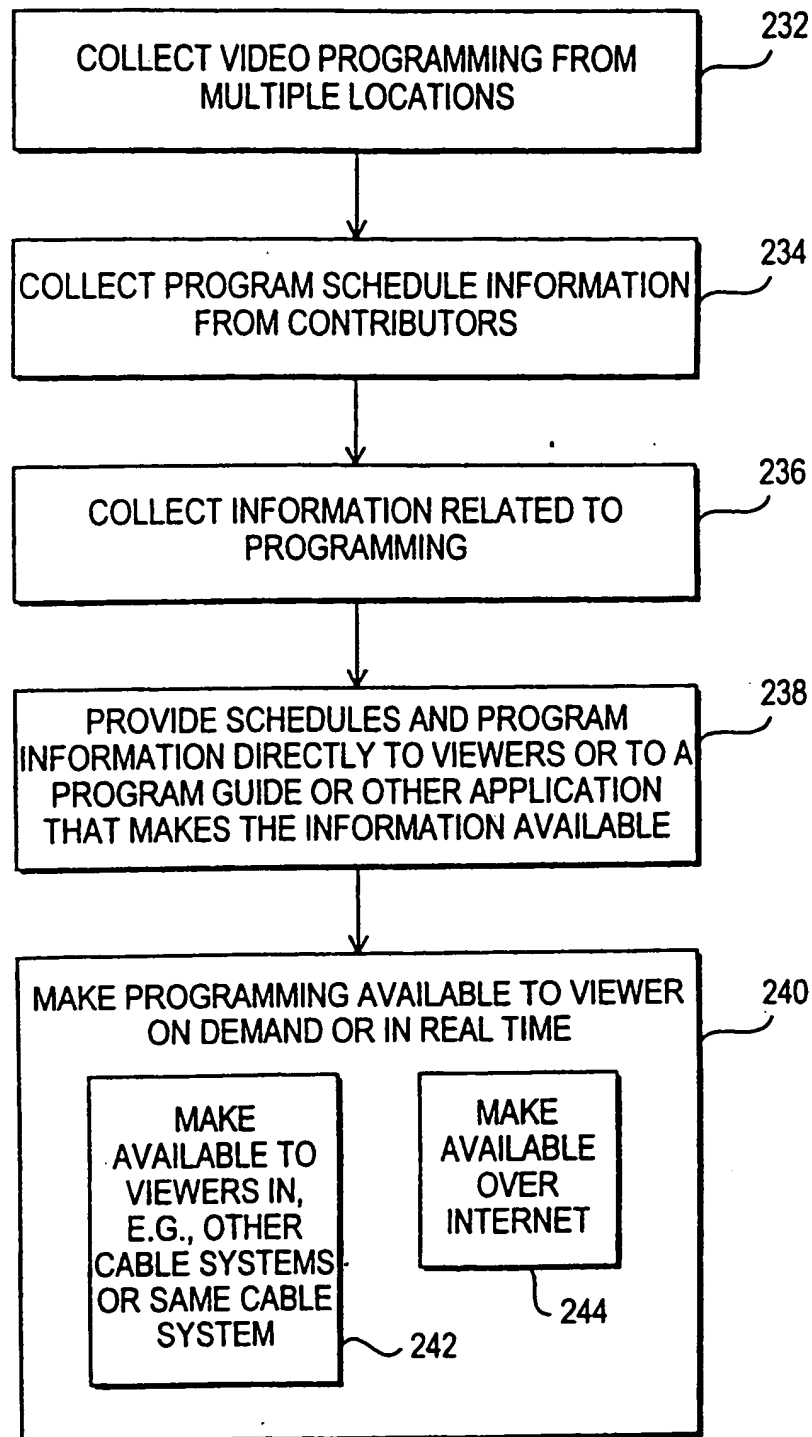 COLLECT VIDEO PROGRAMMING FROM
MULTIPLE LOCATIONS
232
COLLECT PROGRAM SCHEDULE INFORMATION
FROM CONTRIBUTORS
234
COLLECT INFORMATION RELATED TO
PROGRAMMING
236
PROVIDE SCHEDULES AND PROGRAM
INFORMATION DIRECTLY TO VIEWERS OR TO A
PROGRAM GUIDE OR OTHER APPLICATION
THAT MAKES THE INFORMATION AVAILABLE
238
MAKE PROGRAMMING AVAILABLE TO VIEWER
ON DEMAND OR IN REAL TIME
240
MAKE
AVAILABLE TO
VIEWERS IN,
E.G., OTHER
CABLE SYSTEMS
OR SAME CABLE
SYSTEM
242
MAKE
AVAILABLE
OVER
INTERNET
244